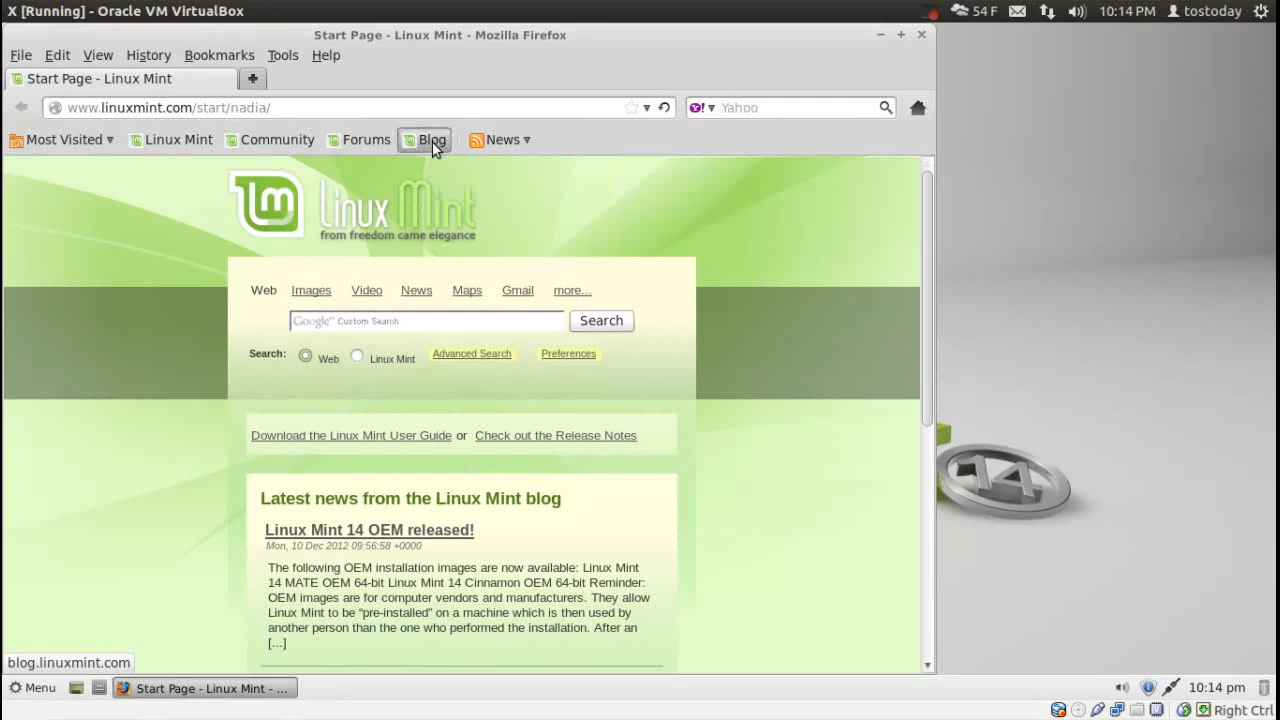 X [Running] - Oracle VM VirtualBox
54 F
10:14 PM
tostoday
Start Page - Linux Mint - Mozilla Firefox
File Edit View History Bookmarks Tools Help
Start Page - Linux Mint
www.linuxmint.com/start/nadia/
Y! Yahoo
Most Visited Linux Mint Community Forums Blog News
lm Linux Mint
from freedom came elegance
Web Images Video News Maps Gmail more...
Google™ Custom Search Search
Search: Web Linux Mint Advanced Search Preferences
Download the Linux Mint User Guide or Check out the Release Notes
Latest news from the Linux Mint blog
Linux Mint 14 OEM released!
Mon, 10 Dec 2012 09:56:58 +0000
The following OEM installation images are now available: Linux Mint
14 MATE OEM 64-bit Linux Mint 14 Cinnamon OEM 64-bit Reminder:
OEM images are for computer vendors and manufacturers. They allow
Linux Mint to be “pre-installed” on a machine which is then used by
another person than the one who performed the installation. After an
[...]
14
blog.linuxmint.com
Menu
Start Page - Linux Mint - ...
10:14 pm
Right Ctrl